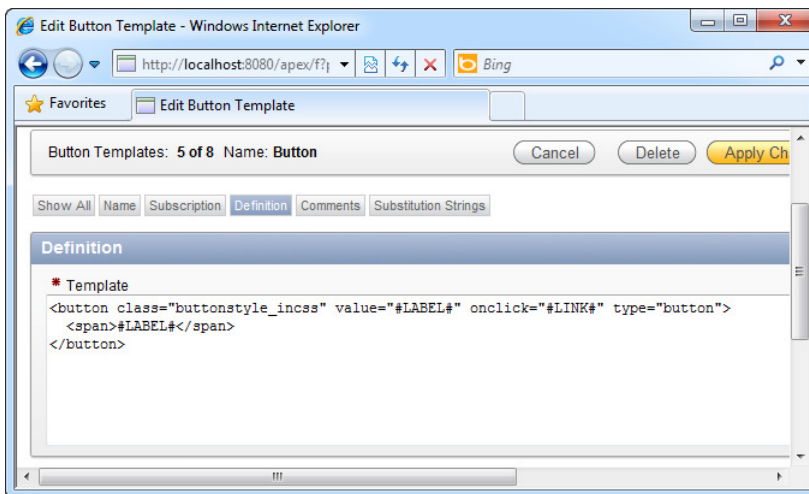 Edit Button Template - Windows Internet Explorer
http://localhost:8080/apex/f?
Bing
Favorites
Edit Button Template
Button Templates: 5 of 8 Name: Button
Cancel
Delete
Apply Ch
Show All
Name
Subscription
Definition
Comments
Substitution Strings
Definition
* Template
<button class="buttonstyle_incss" value="#LABEL#" onclick="#LINK#" type="button">
<span>#LABEL#</span>
</button>